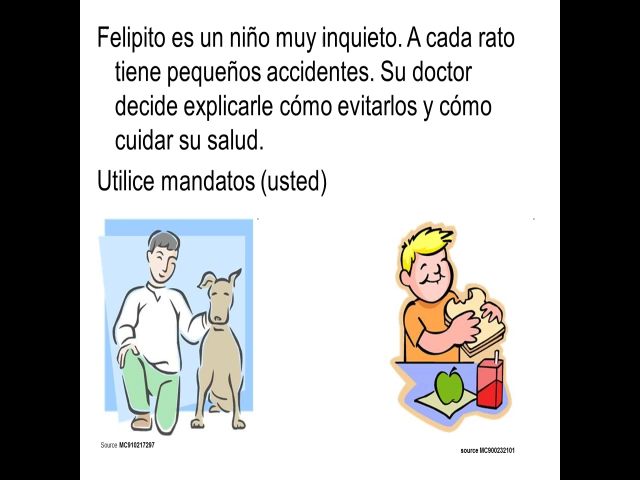 Felipito es un niño muy inquieto. A cada rato
tiene pequeños accidentes. Su doctor
decide explicarle cómo evitarlos y cómo
cuidar su salud.
Utilice mandatos (usted)
Source MC910217297
source MC900232101